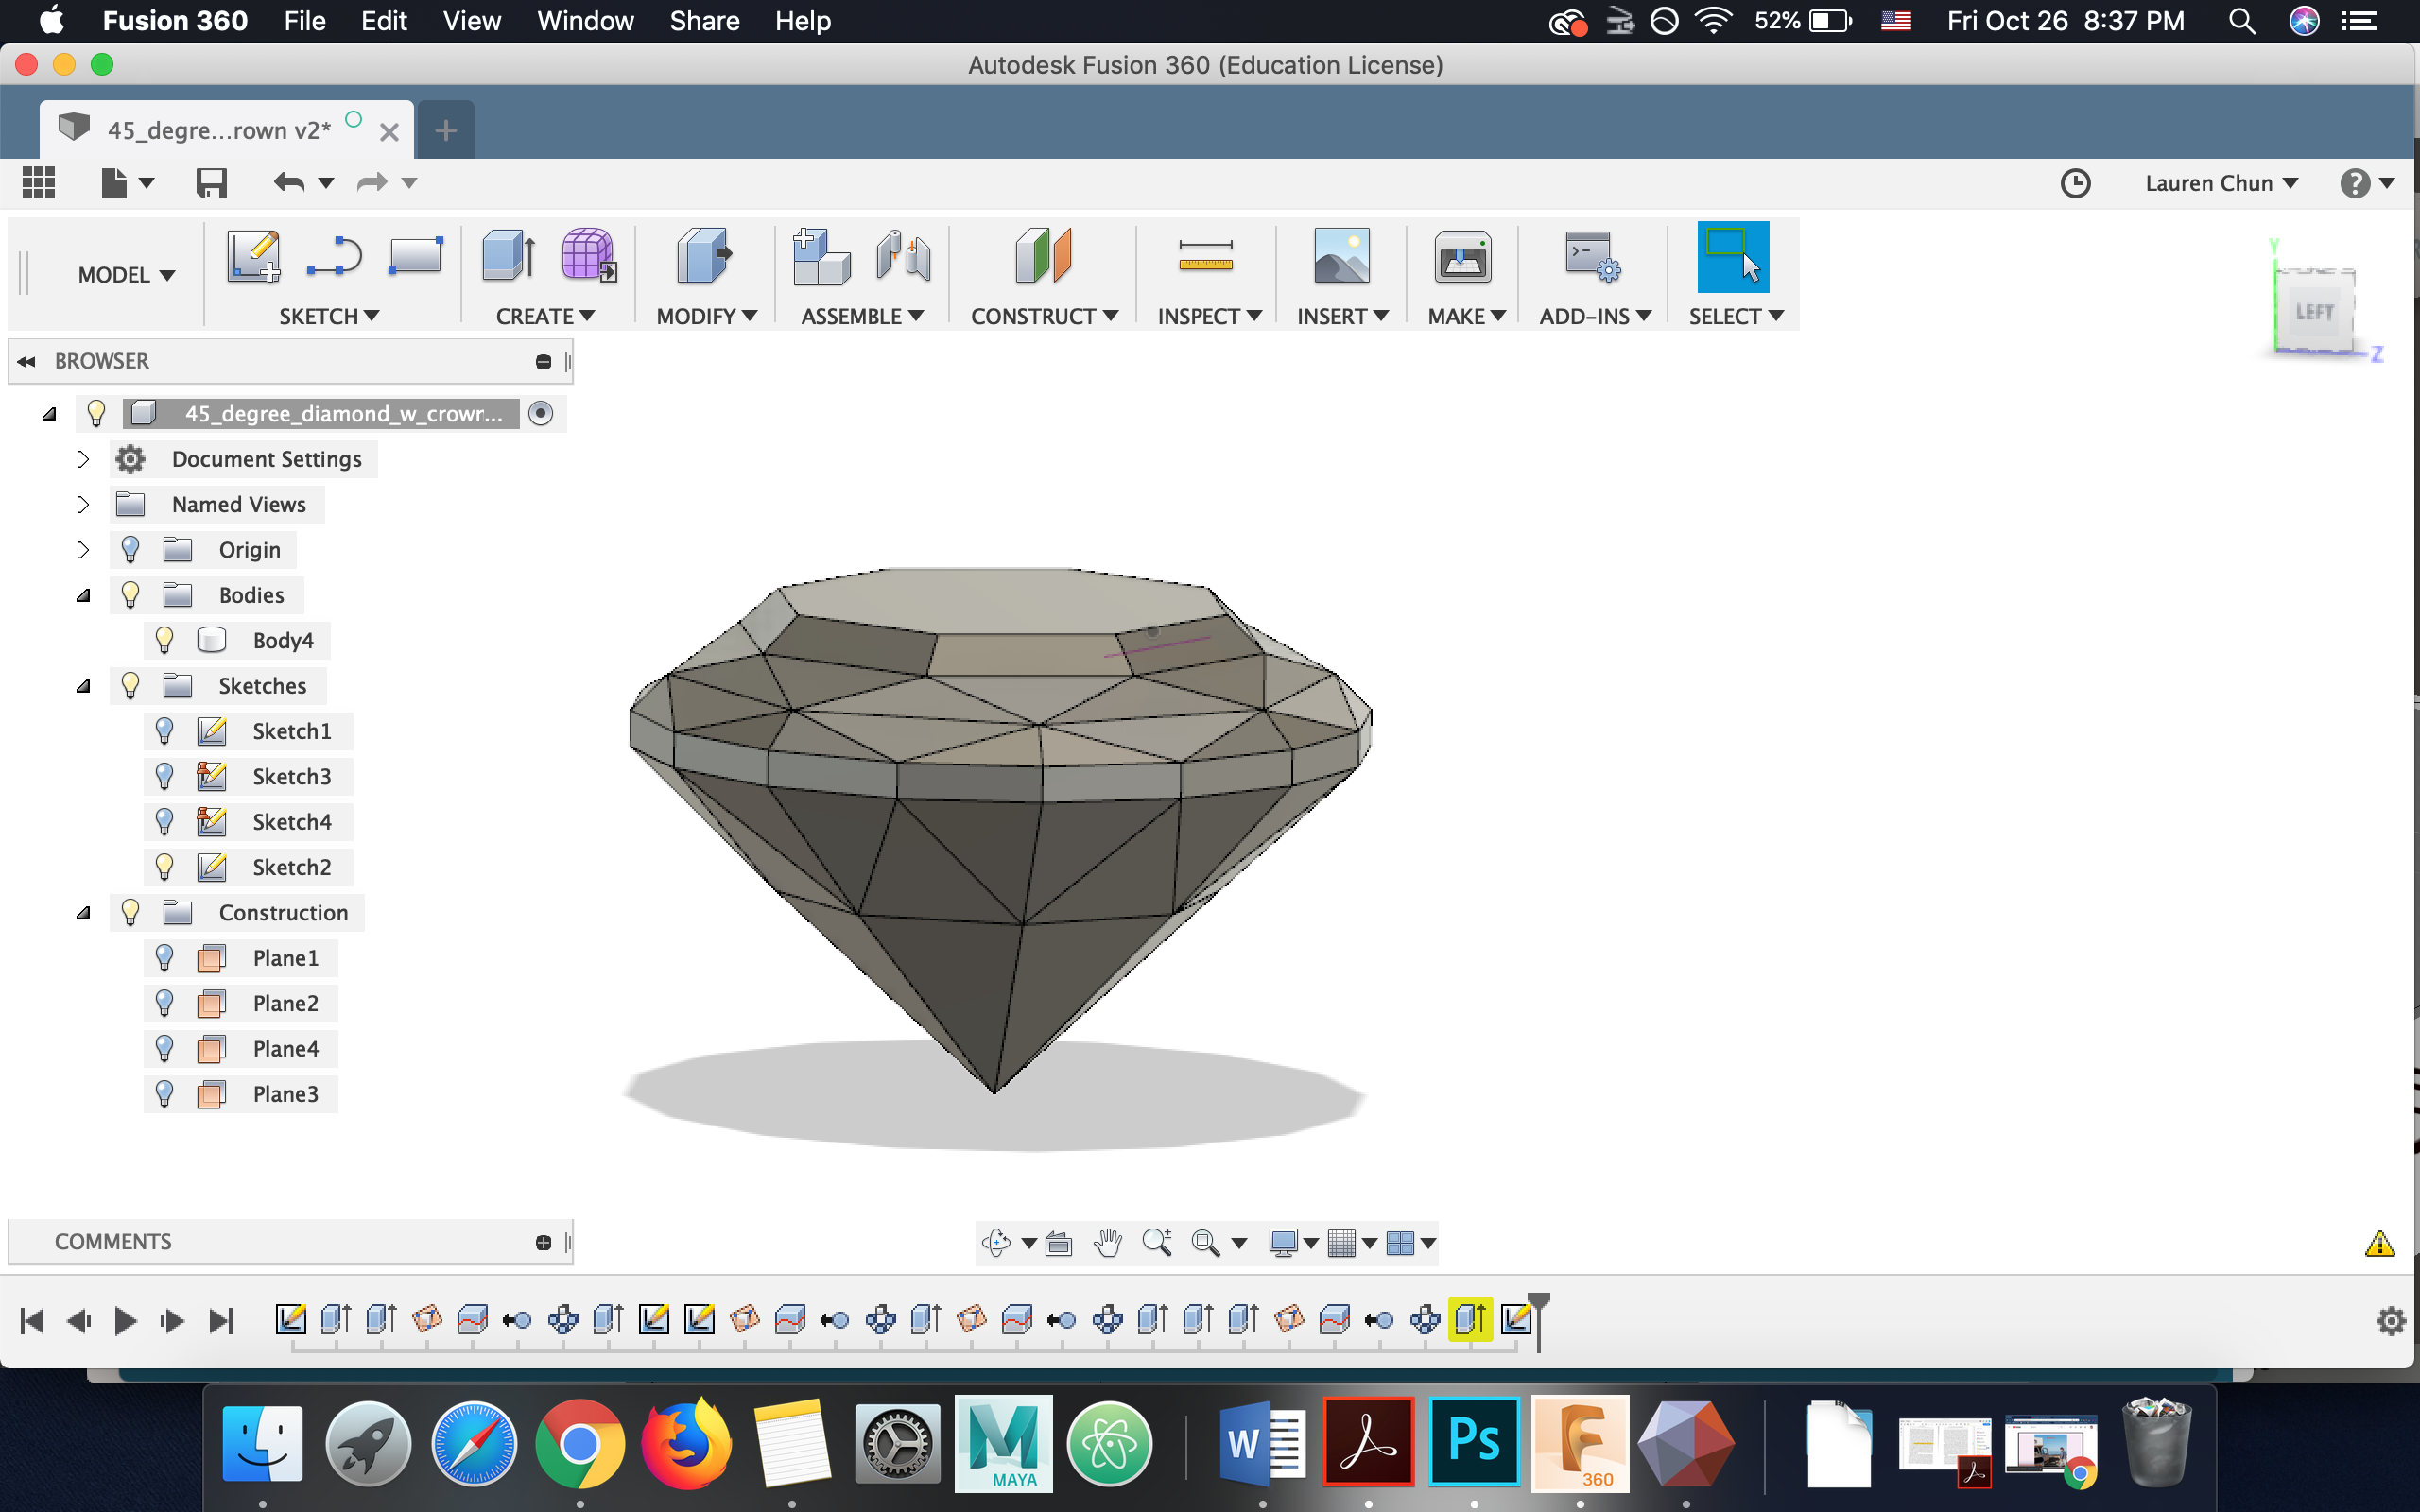 Fusion 360 File Edit View Window Share Help 52% Fri Oct 26 8:37 PM
Autodesk Fusion 360 (Education License)
45_degre...rown v2*
Lauren Chun
MODEL
SKETCH CREATE MODIFY ASSEMBLE CONSTRUCT INSPECT INSERT MAKE ADD-INS SELECT
Y
LEFT
Z
BROWSER
45_degree_diamond_w_crowr...
Document Settings
Named Views
Origin
Bodies
Body4
Sketches
Sketch1
Sketch3
Sketch4
Sketch2
Construction
Plane1
Plane2
Plane4
Plane3
COMMENTS
MAYA
W
Ps
360